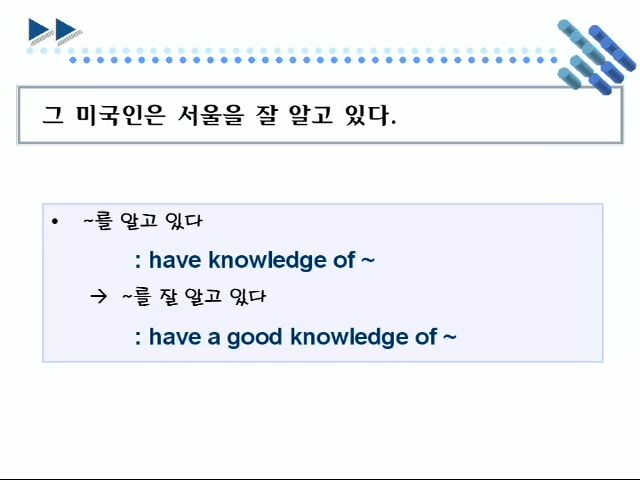 그 미국인은 서울을 잘 알고 있다.
• ~를 알고 있다
: have knowledge of ~
→ ~를 잘 알고 있다
: have a good knowledge of ~